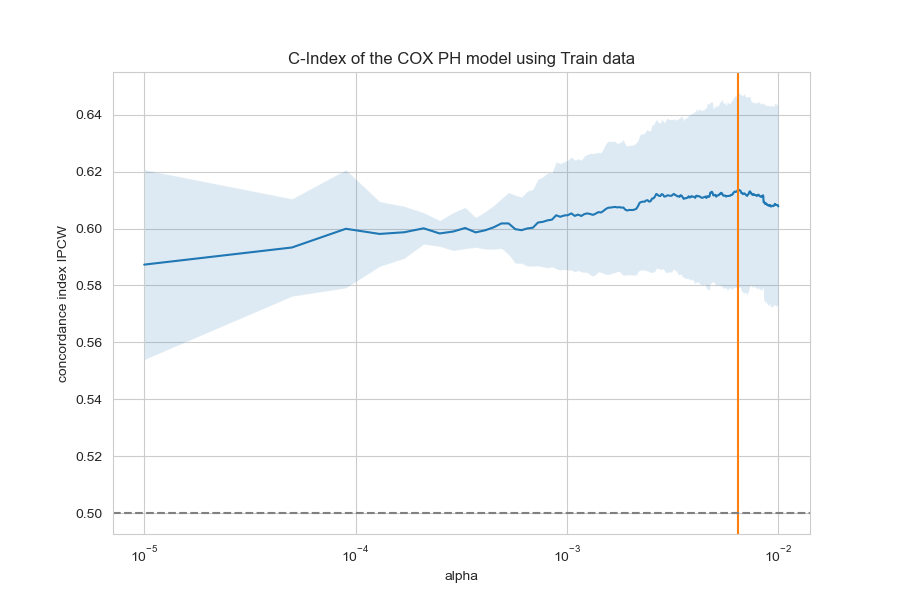 C-Index of the COX PH model using Train data
concordance index IPCW
0.64
0.62
0.60
0.58
0.56
0.54
0.52
0.50
10⁻⁵ 10⁻⁴ 10⁻³ 10⁻²
alpha